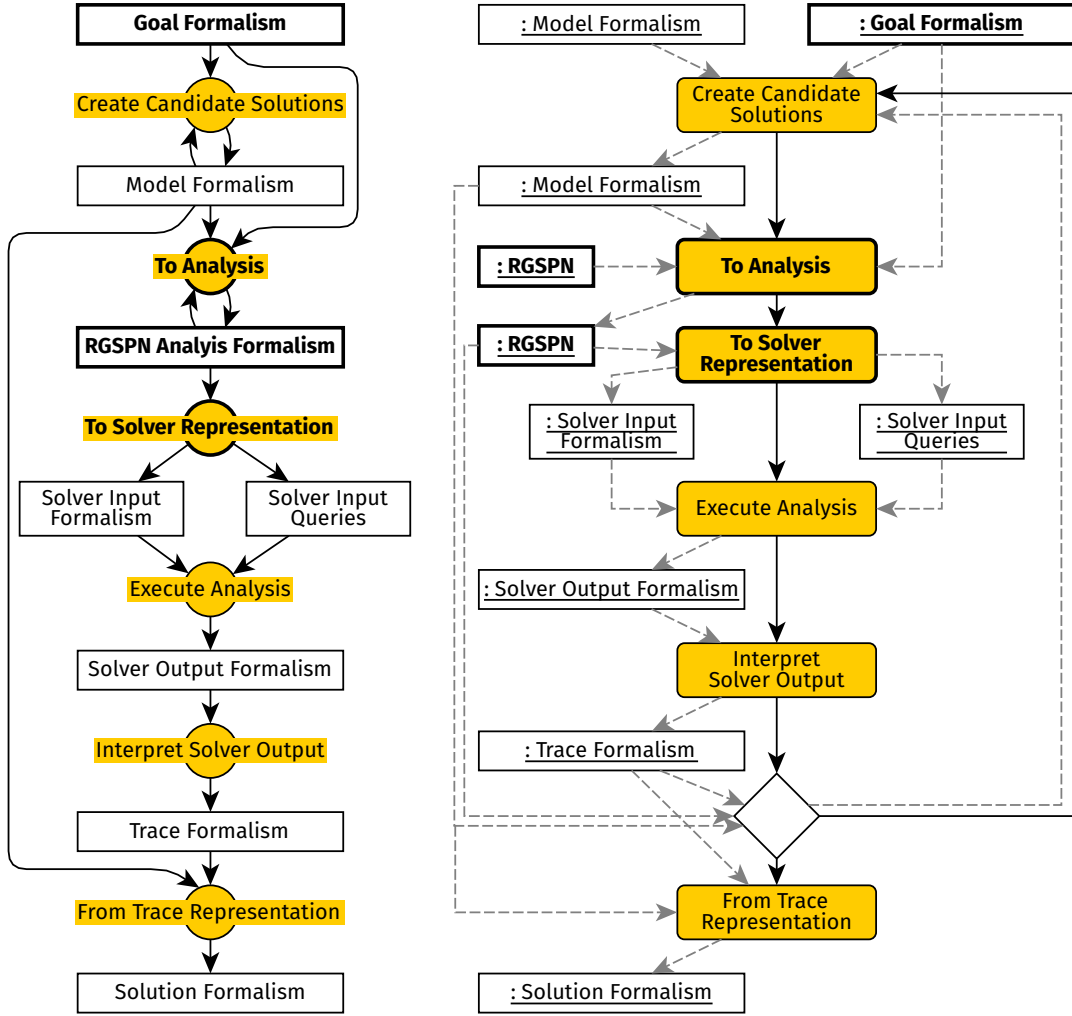 Goal Formalism
Create Candidate Solutions
Model Formalism
To Analysis
RGSPN Analyis Formalism
To Solver Representation
Solver Input
Formalism
Solver Input
Queries
Execute Analysis
Solver Output Formalism
Interpret Solver Output
Trace Formalism
From Trace Representation
Solution Formalism
: Model Formalism
: Goal Formalism
Create Candidate
Solutions
: Model Formalism
: RGSPN
To Analysis
: RGSPN
To Solver
Representation
: Solver Input
Formalism
: Solver Input
Queries
Execute Analysis
: Solver Output Formalism
Interpret
Solver Output
: Trace Formalism
From Trace
Representation
: Solution Formalism